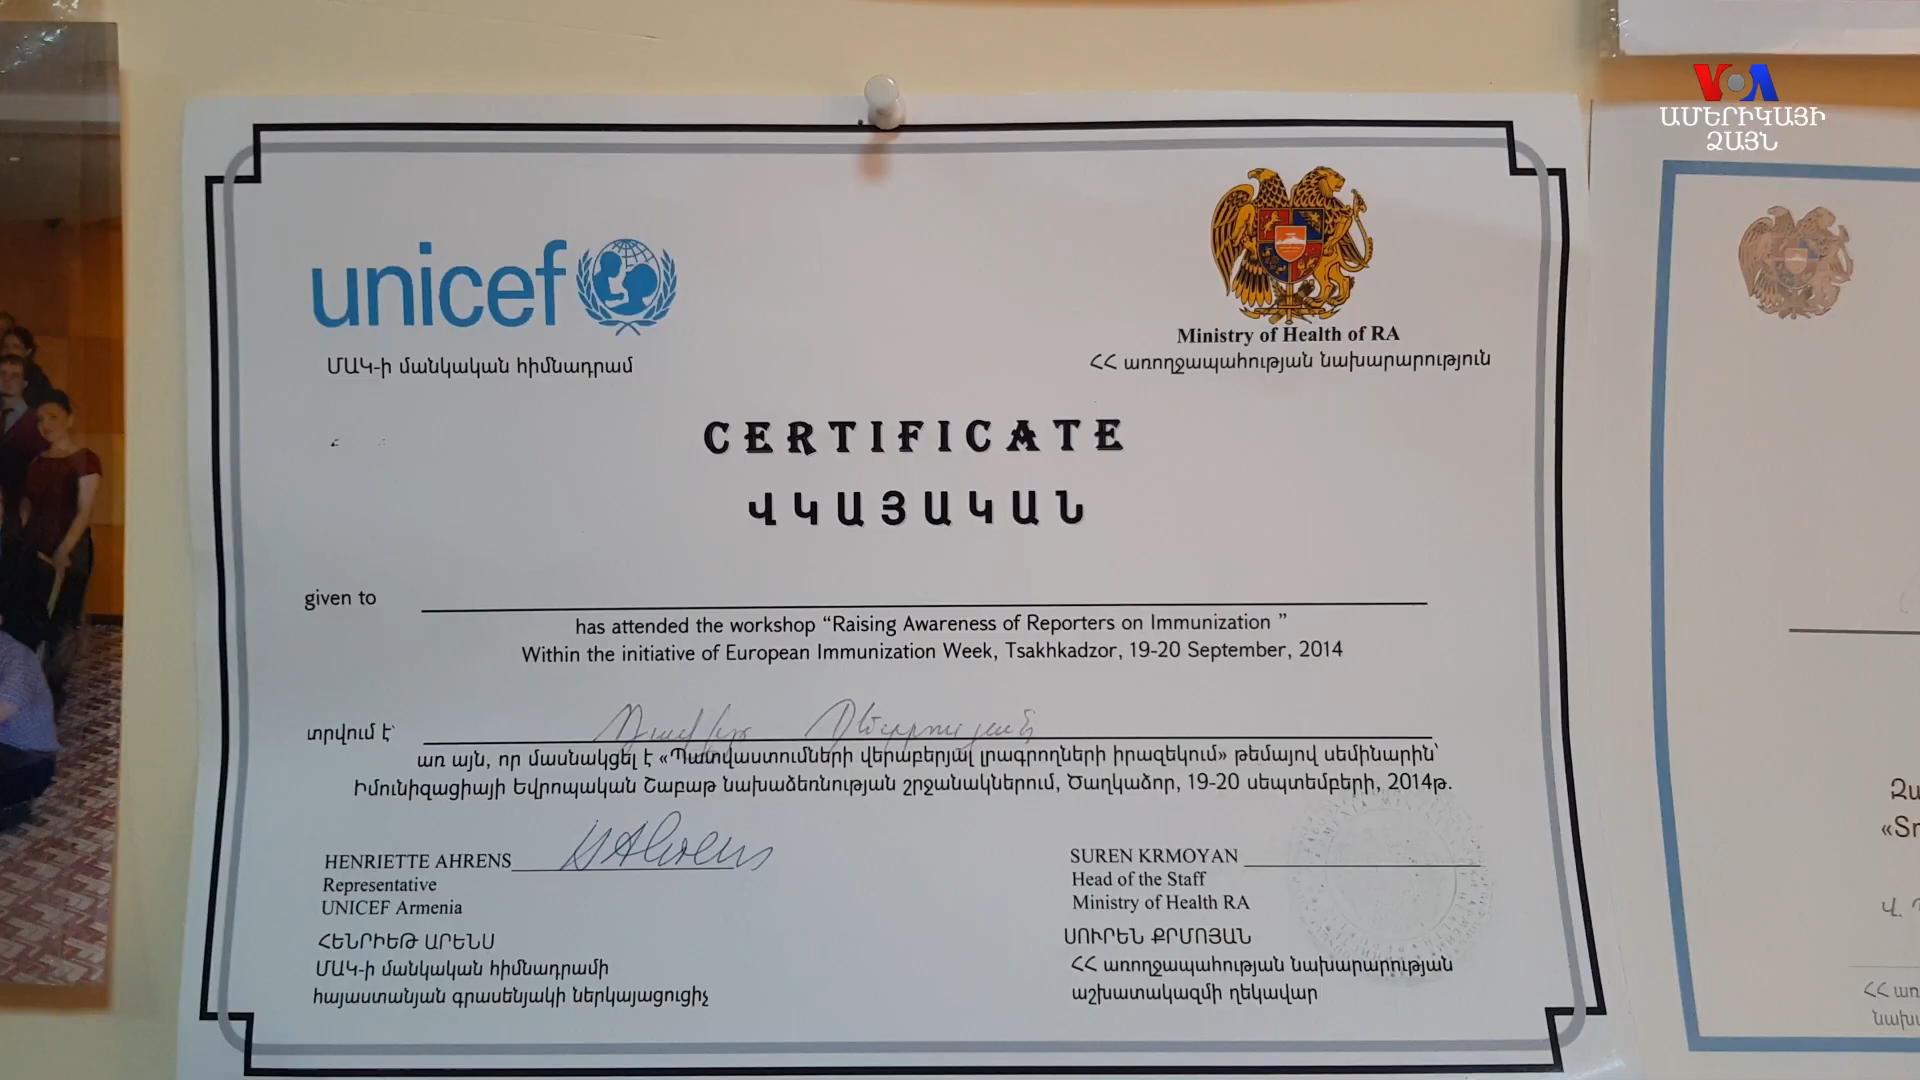 VOA
ԱՄԵՐԻԿԱՅԻ
ՁԱՅՆ
unicef
ՄԱԿ-ի մանկական հիմնադրամ
Ministry of Health of RA
ՀՀ առողջապահության նախարարություն
CERTIFICATE
ՎԿԱՅԱԿԱՆ
given to
has attended the workshop “Raising Awareness of Reporters on Immunization ”
Within the initiative of European Immunization Week, Tsakhkadzor, 19-20 September, 2014
տրվում է՝
առ այն, որ մասնակցել է «Պատվաստումների վերաբերյալ լրագրողների իրազեկում» թեմայով սեմինարին՝
Իմունիզացիայի Եվրոպական Շաբաթ նախաձեռնության շրջանակներում, Ծաղկաձոր, 19-20 սեպտեմբերի, 2014թ.
HENRIETTE AHRENS
Representative
UNICEF Armenia
ՀԵՆՐԻԵԹ ԱՐԵՆՍ
ՄԱԿ-ի մանկական հիմնադրամի
հայաստանյան գրասենյակի ներկայացուցիչ
SUREN KRMOYAN
Head of the Staff
Ministry of Health RA
ՍՈՒՐԵՆ ՔՐՄՈՅԱՆ
ՀՀ առողջապահության նախարարության
աշխատակազմի ղեկավար